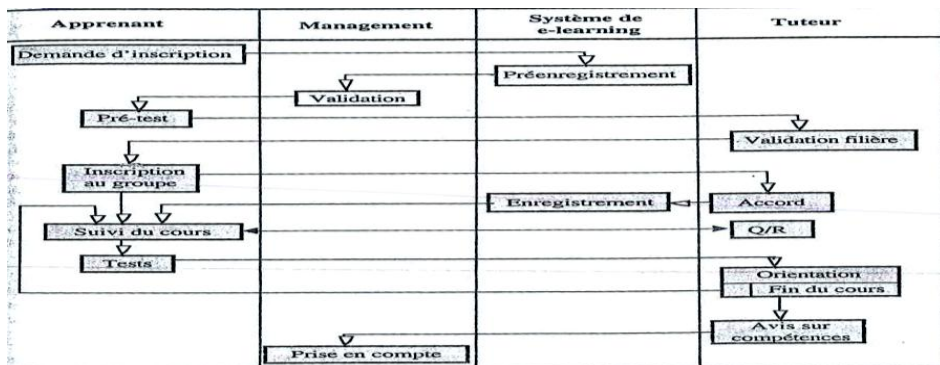 Apprenant
Management
Système de
e-learning
Tuteur
Demande d'inscription
Préenregistrement
Validation
Pré-test
Validation filière
Inscription
au groupe
Enregistrement
Accord
Suivi du cours
Q/R
Tests
Orientation
Fin du cours
Avis sur
compétences
Prise en compte